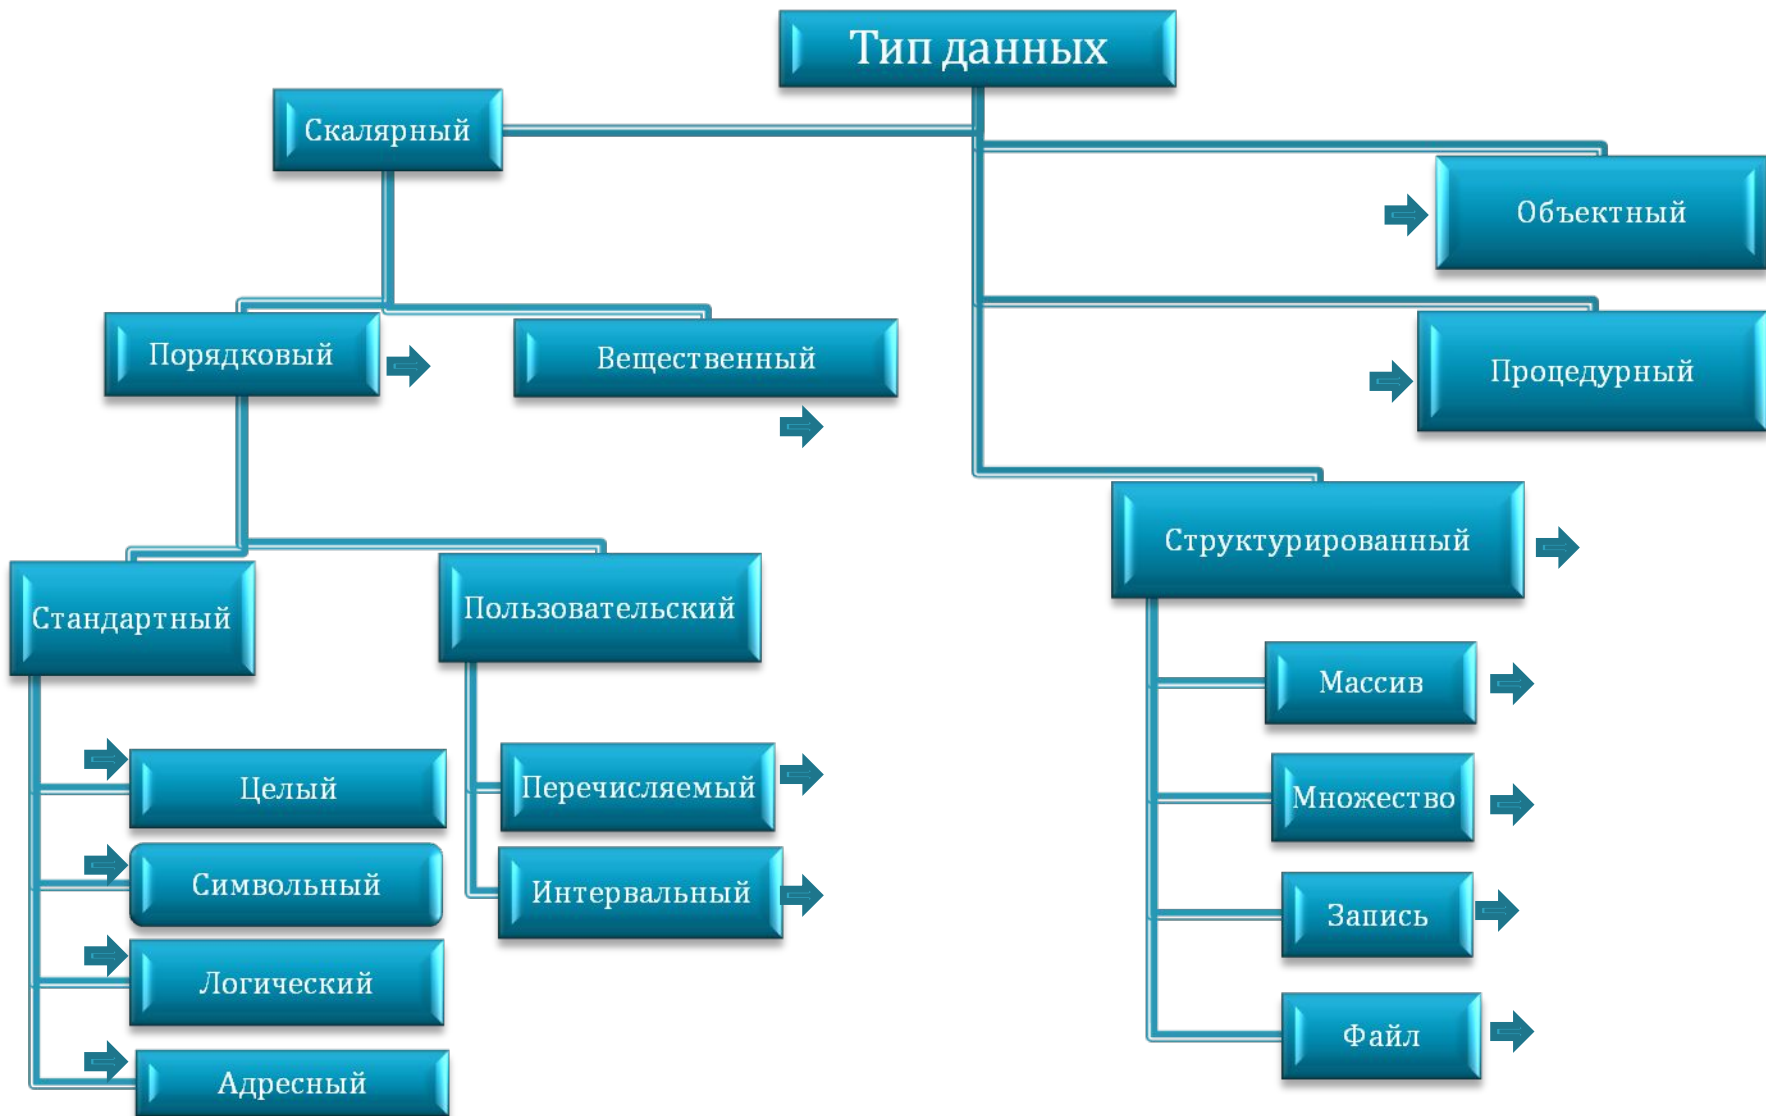 Тип данных
Скалярный
Объектный
Порядковый
Вещественный
Процедурный
Структурированный
Стандартный
Пользовательский
Массив
Целый
Перечисляемый
Множество
Символьный
Интервальный
Запись
Логический
Файл
Адресный